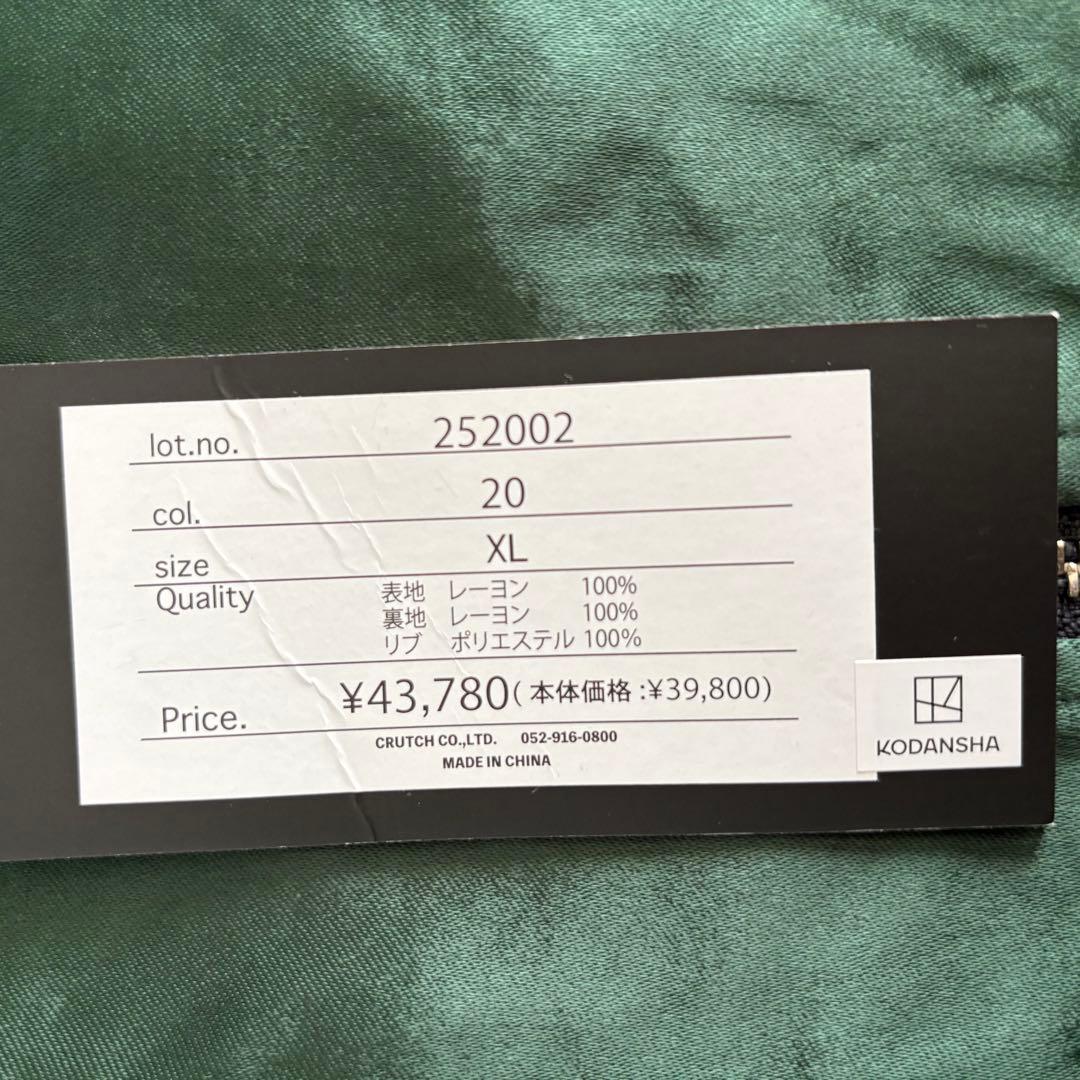 lot.no. 252002
col. 20
size XL
Quality 表地 レーヨン 100%
裏地 レーヨン 100%
リブ ポリエステル 100%
Price. ¥43,780(本体価格:¥39,800)
CRUTCH CO.,LTD. 052-916-0800
MADE IN CHINA
KODANSHA